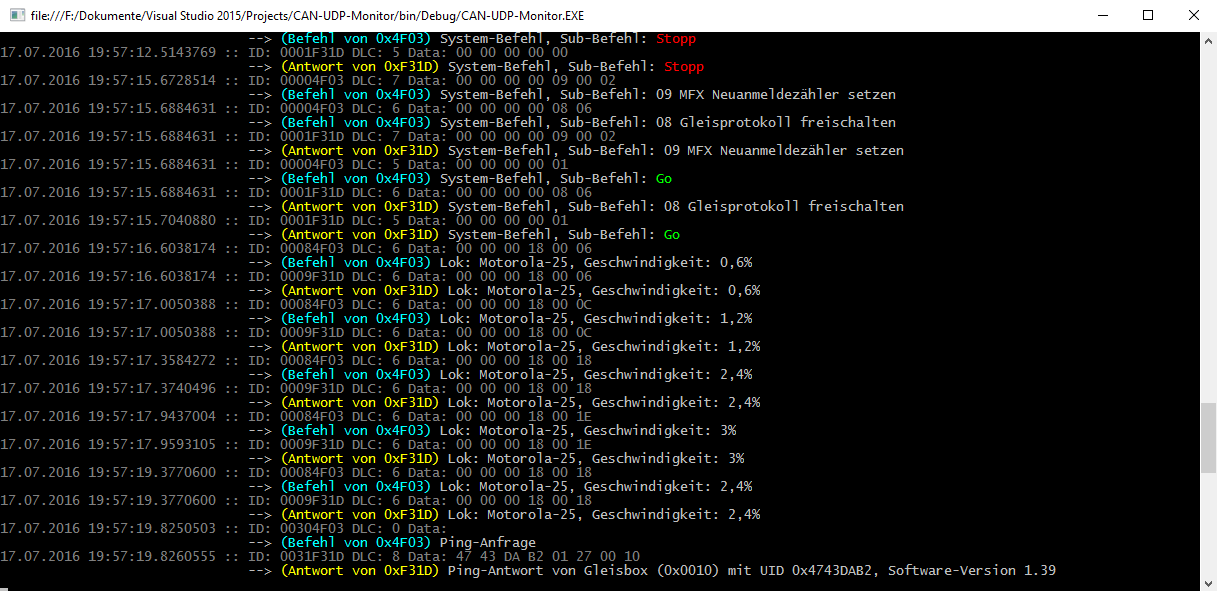 file:///F:/Dokumente/Visual Studio 2015/Projects/CAN-UDP-Monitor/bin/Debug/CAN-UDP-Monitor.EXE
--> (Befehl von 0x4F03) System-Befehl, Sub-Befehl: Stopp
17.07.2016 19:57:12.5143769 :: ID: 0001F31D DLC: 5 Data: 00 00 00 00 00
--> (Antwort von 0xF31D) System-Befehl, Sub-Befehl: Stopp
17.07.2016 19:57:15.6728514 :: ID: 00004F03 DLC: 7 Data: 00 00 00 00 09 00 02
--> (Befehl von 0x4F03) System-Befehl, Sub-Befehl: 09 MFX Neuanmeldezähler setzen
17.07.2016 19:57:15.6884631 :: ID: 00004F03 DLC: 6 Data: 00 00 00 00 08 06
--> (Befehl von 0x4F03) System-Befehl, Sub-Befehl: 08 Gleisprotokoll freischalten
17.07.2016 19:57:15.6884631 :: ID: 0001F31D DLC: 7 Data: 00 00 00 00 09 00 02
--> (Antwort von 0xF31D) System-Befehl, Sub-Befehl: 09 MFX Neuanmeldezähler setzen
17.07.2016 19:57:15.6884631 :: ID: 00004F03 DLC: 5 Data: 00 00 00 00 01
--> (Befehl von 0x4F03) System-Befehl, Sub-Befehl: Go
17.07.2016 19:57:15.6884631 :: ID: 0001F31D DLC: 6 Data: 00 00 00 00 08 06
--> (Antwort von 0xF31D) System-Befehl, Sub-Befehl: 08 Gleisprotokoll freischalten
17.07.2016 19:57:15.7040880 :: ID: 0001F31D DLC: 5 Data: 00 00 00 00 01
--> (Antwort von 0xF31D) System-Befehl, Sub-Befehl: Go
17.07.2016 19:57:16.6038174 :: ID: 00084F03 DLC: 6 Data: 00 00 00 18 00 06
--> (Befehl von 0x4F03) Lok: Motorola-25, Geschwindigkeit: 0,6%
17.07.2016 19:57:16.6038174 :: ID: 0009F31D DLC: 6 Data: 00 00 00 18 00 06
--> (Antwort von 0xF31D) Lok: Motorola-25, Geschwindigkeit: 0,6%
17.07.2016 19:57:17.0050388 :: ID: 00084F03 DLC: 6 Data: 00 00 00 18 00 0C
--> (Befehl von 0x4F03) Lok: Motorola-25, Geschwindigkeit: 1,2%
17.07.2016 19:57:17.0050388 :: ID: 0009F31D DLC: 6 Data: 00 00 00 18 00 0C
--> (Antwort von 0xF31D) Lok: Motorola-25, Geschwindigkeit: 1,2%
17.07.2016 19:57:17.3584272 :: ID: 00084F03 DLC: 6 Data: 00 00 00 18 00 18
--> (Befehl von 0x4F03) Lok: Motorola-25, Geschwindigkeit: 2,4%
17.07.2016 19:57:17.3740496 :: ID: 0009F31D DLC: 6 Data: 00 00 00 18 00 18
--> (Antwort von 0xF31D) Lok: Motorola-25, Geschwindigkeit: 2,4%
17.07.2016 19:57:17.9437004 :: ID: 00084F03 DLC: 6 Data: 00 00 00 18 00 1E
--> (Befehl von 0x4F03) Lok: Motorola-25, Geschwindigkeit: 3%
17.07.2016 19:57:17.9593105 :: ID: 0009F31D DLC: 6 Data: 00 00 00 18 00 1E
--> (Antwort von 0xF31D) Lok: Motorola-25, Geschwindigkeit: 3%
17.07.2016 19:57:19.3770600 :: ID: 00084F03 DLC: 6 Data: 00 00 00 18 00 18
--> (Befehl von 0x4F03) Lok: Motorola-25, Geschwindigkeit: 2,4%
17.07.2016 19:57:19.3770600 :: ID: 0009F31D DLC: 6 Data: 00 00 00 18 00 18
--> (Antwort von 0xF31D) Lok: Motorola-25, Geschwindigkeit: 2,4%
17.07.2016 19:57:19.8250503 :: ID: 00304F03 DLC: 0 Data:
--> (Befehl von 0x4F03) Ping-Anfrage
17.07.2016 19:57:19.8260555 :: ID: 0031F31D DLC: 8 Data: 47 43 DA B2 01 27 00 10
--> (Antwort von 0xF31D) Ping-Antwort von Gleisbox (0x0010) mit UID 0x4743DAB2, Software-Version 1.39